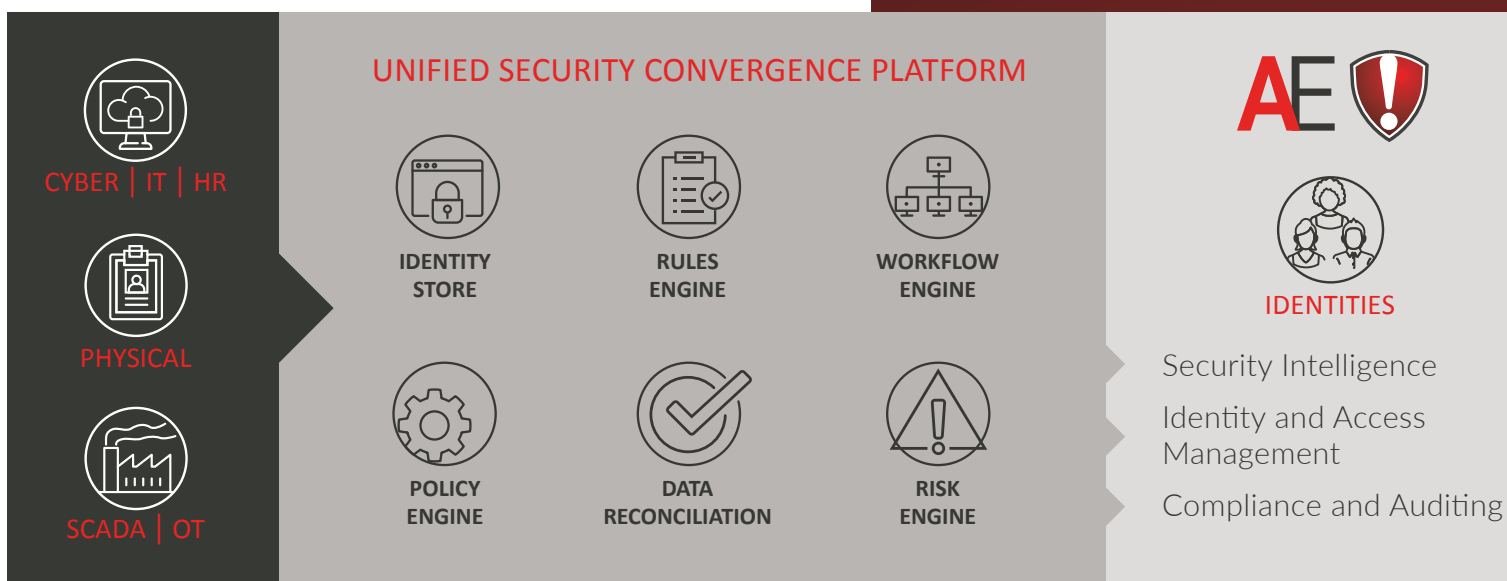 CYBER | IT | HR
PHYSICAL
SCADA | OT
UNIFIED SECURITY CONVERGENCE PLATFORM
IDENTITY
STORE
RULES
ENGINE
WORKFLOW
ENGINE
POLICY
ENGINE
DATA
RECONCILIATION
RISK
ENGINE
AE
IDENTITIES
Security Intelligence
Identity and Access
Management
Compliance and Auditing